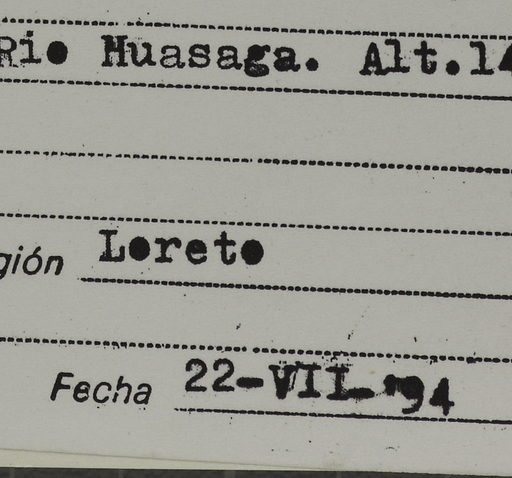 Rio Huasaga. Alt.14
gión Loreto
Fecha 22-VII-'94